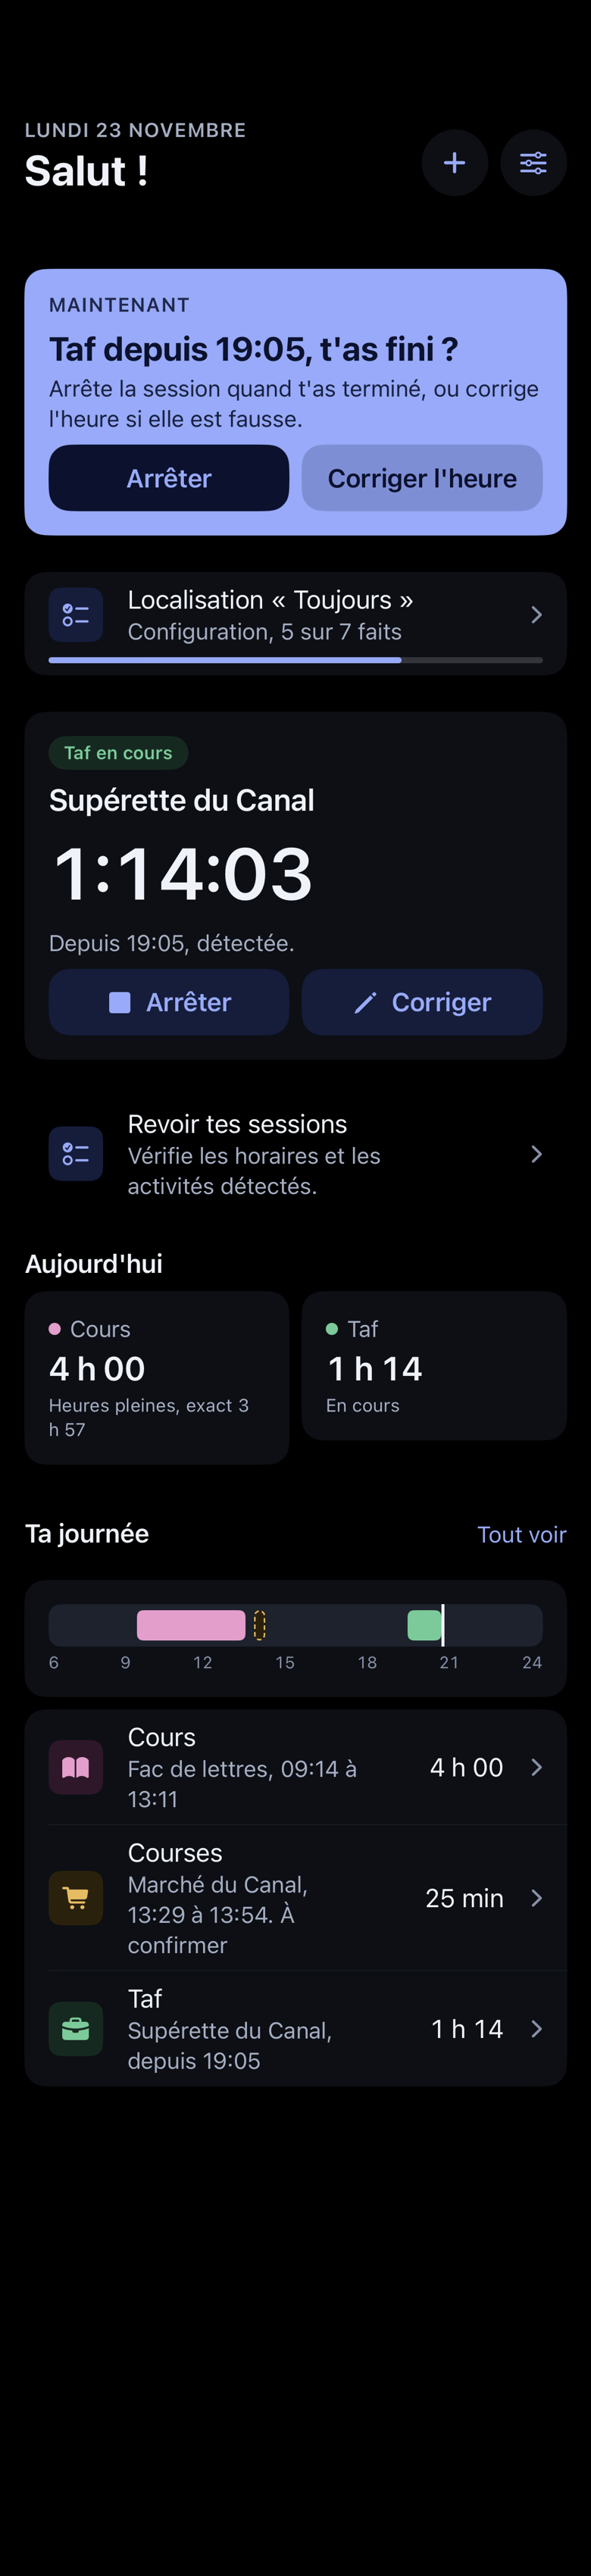 LUNDI 23 NOVEMBRE
Salut !
MAINTENANT
Taf depuis 19:05, t'as fini ?
Arrête la session quand t'as terminé, ou corrige
l'heure si elle est fausse.
Arrêter
Corriger l'heure
Localisation « Toujours »
Configuration, 5 sur 7 faits
Taf en cours
Supérette du Canal
1:14:03
Depuis 19:05, détectée.
Arrêter
Corriger
Revoir tes sessions
Vérifie les horaires et les
activités détectés.
Aujourd'hui
Cours
4 h 00
Heures pleines, exact 3
h 57
Taf
1 h 14
En cours
Ta journée
Tout voir
6 9 12 15 18 21 24
Cours
Fac de lettres, 09:14 à
13:11
4 h 00
Courses
Marché du Canal,
13:29 à 13:54. À
confirmer
25 min
Taf
Supérette du Canal,
depuis 19:05
1 h 14